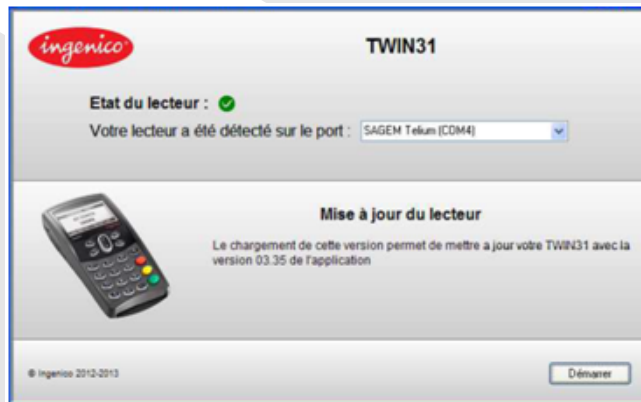 ingenico
TWIN31
Etat du lecteur :
Votre lecteur a été détecté sur le port : SAGEM Telium (COM4)
Mise à jour du lecteur
Le chargement de cette version permet de mettre a jour votre TWIN31 avec la
version 03.35 de l'application
© Ingenico 2012-2013
Démarrer